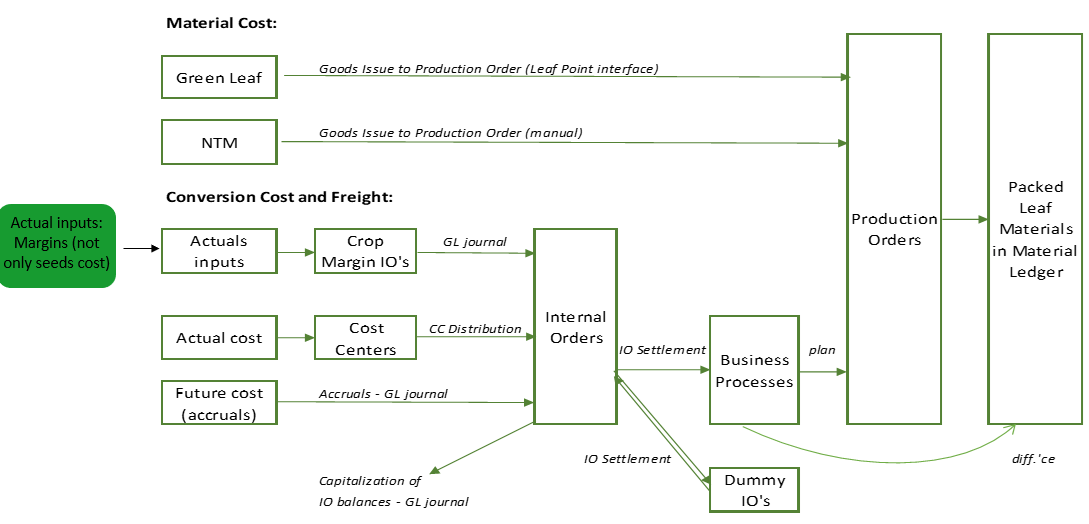 Material Cost:
Green Leaf
Goods Issue to Production Order (Leaf Point interface)
NTM
Goods Issue to Production Order (manual)
Conversion Cost and Freight:
Actual inputs:
Margins (not
only seeds cost)
Actuals
inputs
Crop
Margin IO's
GL journal
Actual cost
Cost
Centers
CC Distribution
Future cost
(accruals)
Accruals - GL journal
Internal
Orders
Capitalization of
IO balances - GL journal
IO Settlement
Business
Processes
plan
IO Settlement
Dummy
IO's
Production
Orders
Packed
Leaf
Materials
in Material
Ledger
diff.'ce